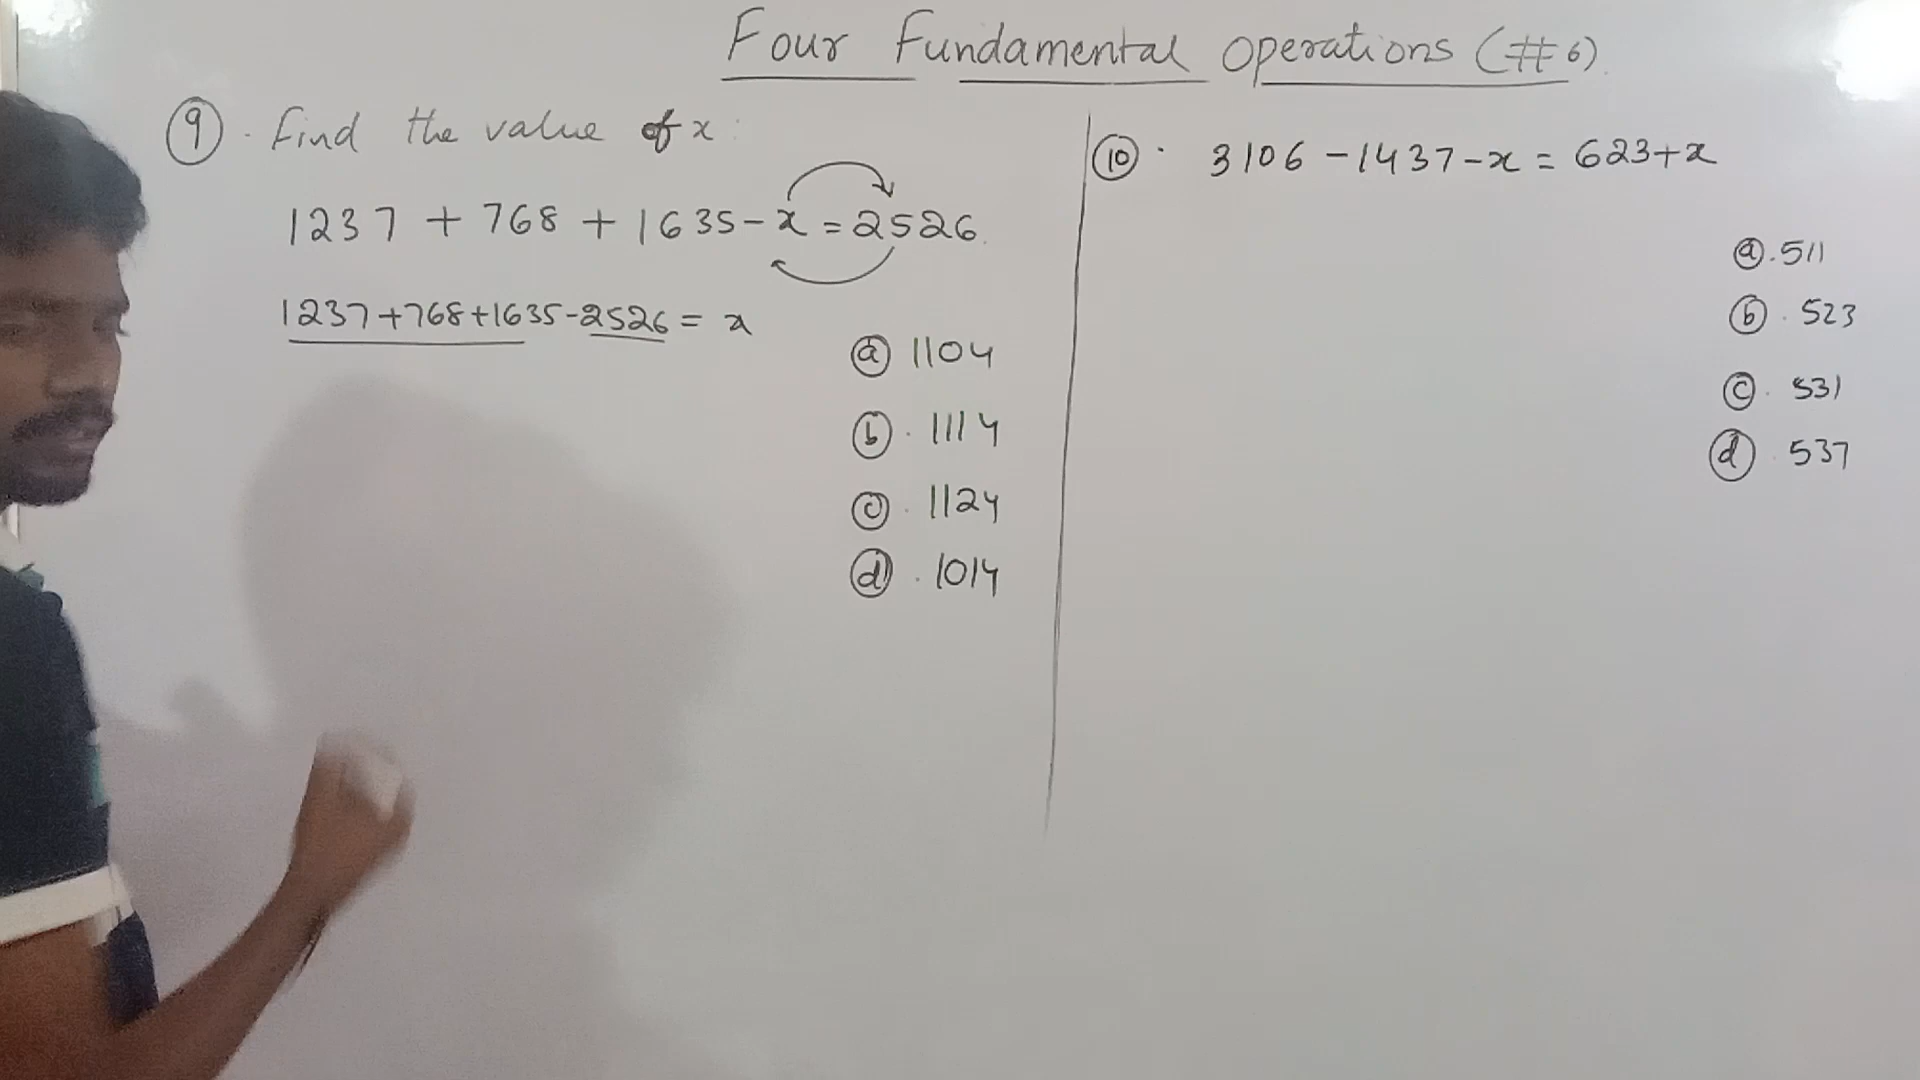 Four Fundamental Operations (#6).
9. Find the value of x:
1237 + 768 + 1635 - x = 2526.
1237+768+1635-2526 = x
a 1104
b. 1114
c. 1124
d. 1014
10. 3106 - 1437 - x = 623 + x
a. 511
b. 523
c. 531
d. 537